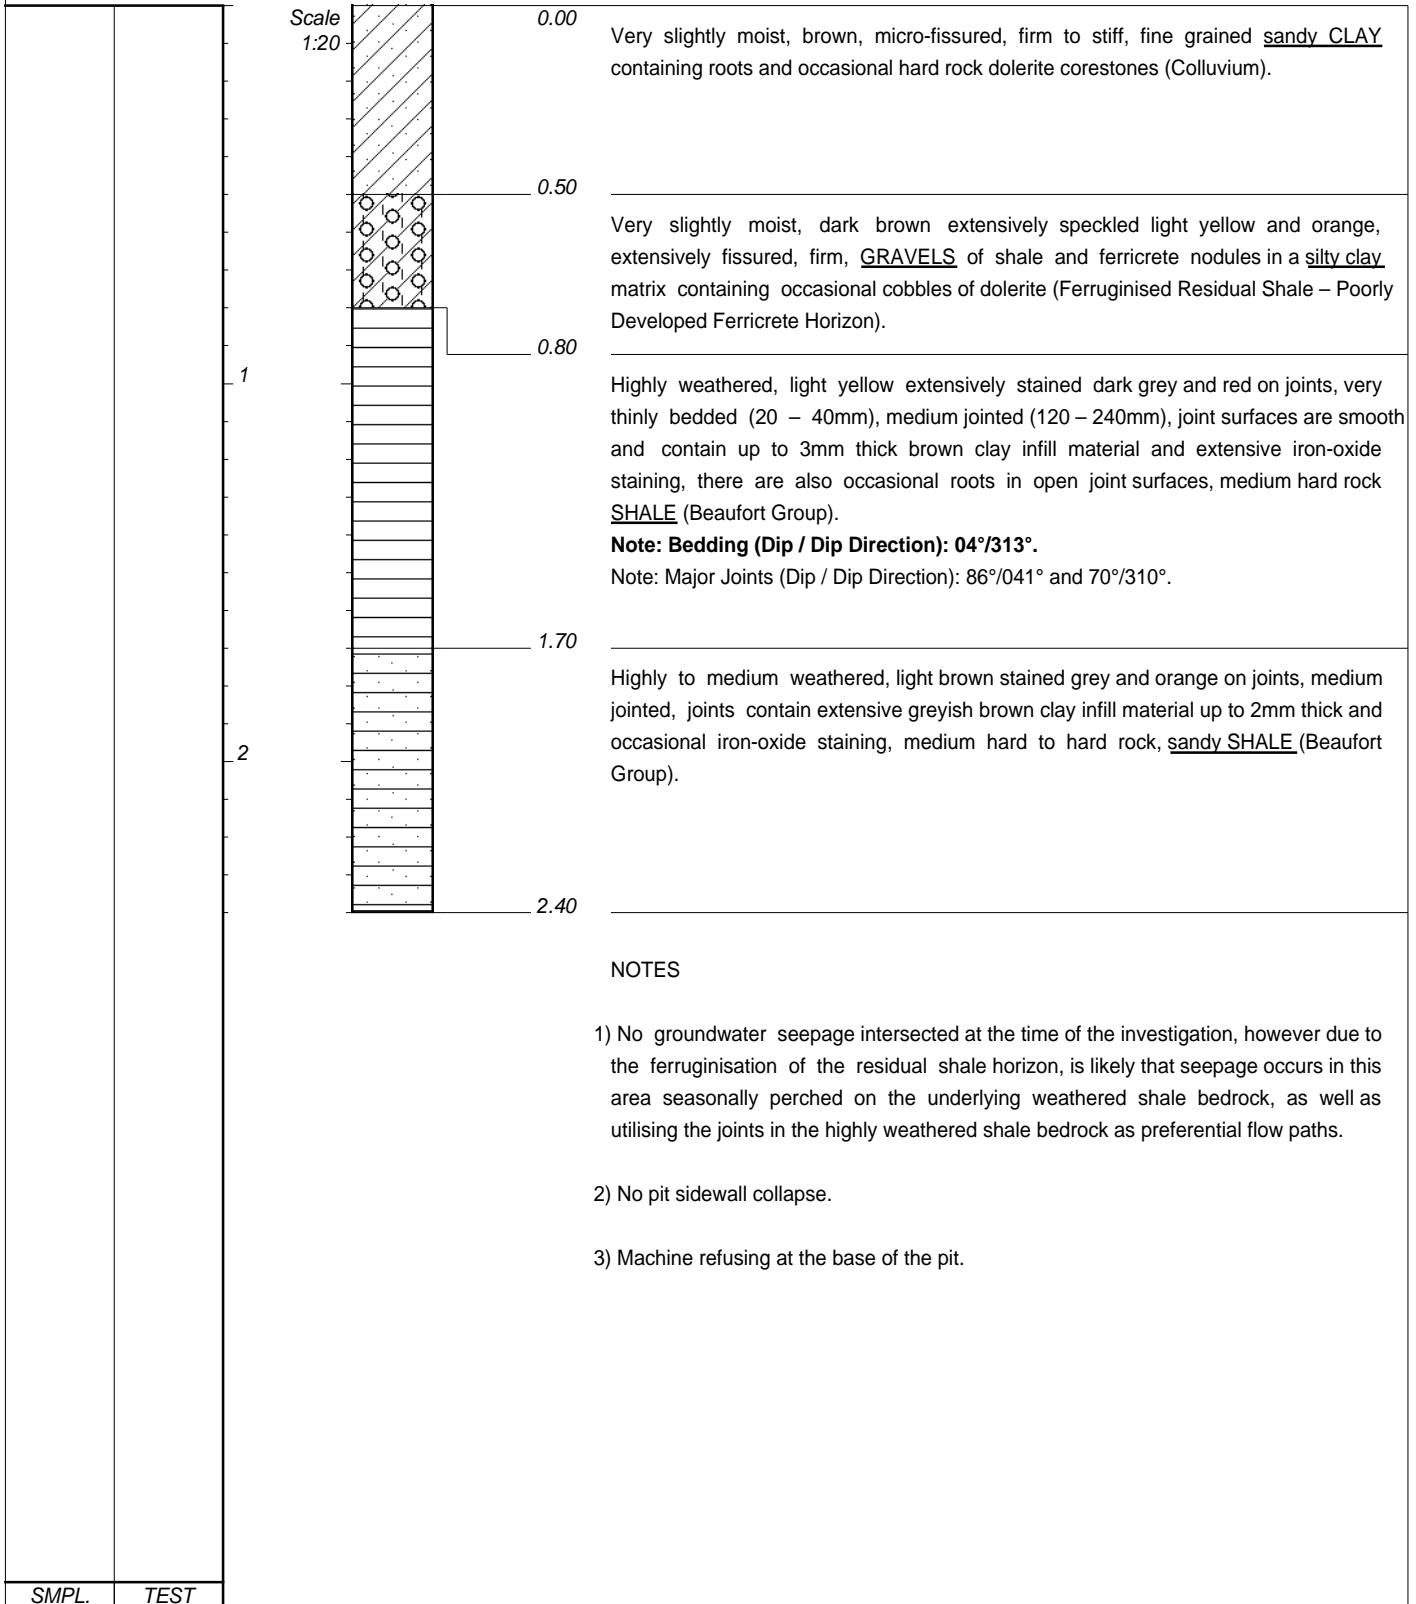 Scale
1:20
0.00
Very slightly moist, brown, micro-fissured, firm to stiff, fine grained sandy CLAY
containing roots and occasional hard rock dolerite corestones (Colluvium).
0.50
Very slightly moist, dark brown extensively speckled light yellow and orange,
extensively fissured, firm, GRAVELS of shale and ferricrete nodules in a silty clay
matrix containing occasional cobbles of dolerite (Ferruginised Residual Shale – Poorly
Developed Ferricrete Horizon).
0.80
1
Highly weathered, light yellow extensively stained dark grey and red on joints, very
thinly bedded (20 – 40mm), medium jointed (120 – 240mm), joint surfaces are smooth
and contain up to 3mm thick brown clay infill material and extensive iron-oxide
staining, there are also occasional roots in open joint surfaces, medium hard rock
SHALE (Beaufort Group).
Note: Bedding (Dip / Dip Direction): 04°/313°.
Note: Major Joints (Dip / Dip Direction): 86°/041° and 70°/310°.
1.70
Highly to medium weathered, light brown stained grey and orange on joints, medium
jointed, joints contain extensive greyish brown clay infill material up to 2mm thick and
occasional iron-oxide staining, medium hard to hard rock, sandy SHALE (Beaufort
Group).
2
2.40
NOTES
1) No groundwater seepage intersected at the time of the investigation, however due to
the ferruginisation of the residual shale horizon, is likely that seepage occurs in this
area seasonally perched on the underlying weathered shale bedrock, as well as
utilising the joints in the highly weathered shale bedrock as preferential flow paths.
2) No pit sidewall collapse.
3) Machine refusing at the base of the pit.
SMPL.
TEST